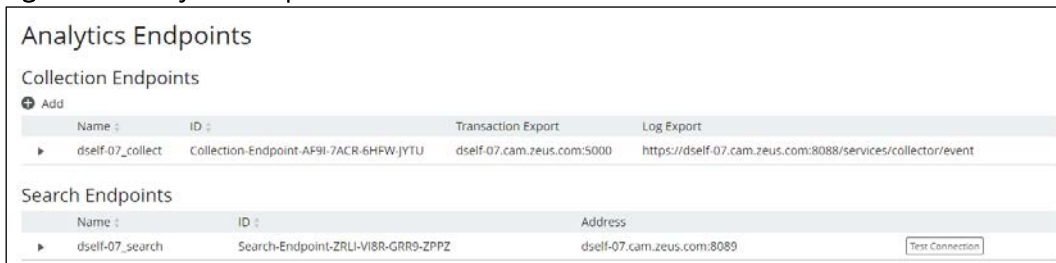 Analytics Endpoints
Collection Endpoints
Add
Name ID Transaction Export Log Export
dself-07_collect Collection-Endpoint-AF9I-7ACR-6HFW-JYTU dself-07.cam.zeus.com:5000 https://dself-07.cam.zeus.com:8088/services/collector/event
Search Endpoints
Name ID Address
dself-07_search Search-Endpoint-ZRLI-VI8R-GRR9-ZPPZ dself-07.cam.zeus.com:8089 Test Connection